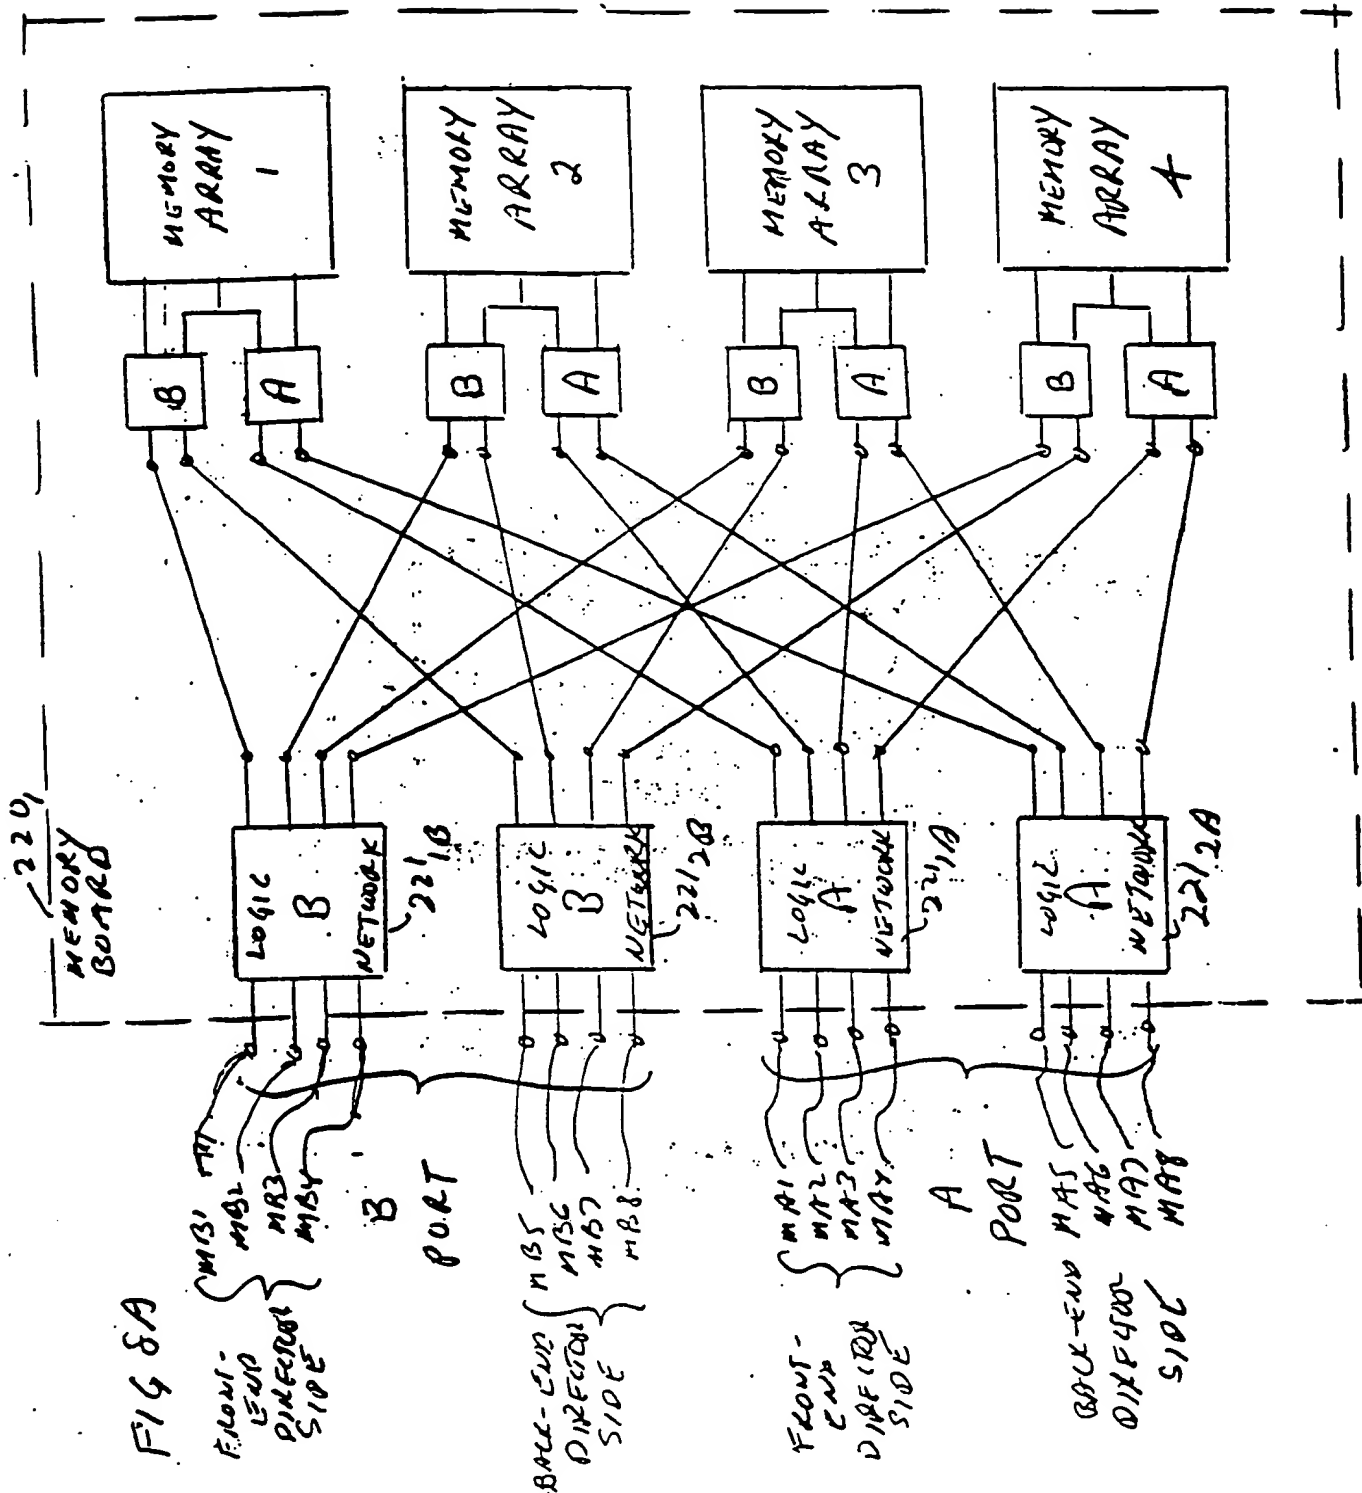 FIG 8A
220,
MEMORY
BOARD
MEMORY
ARRAY
1
MEMORY
ARRAY
2
MEMORY
ARRAY
3
MEMORY
ARRAY
4
B
A
B
A
B
A
B
A
LOGIC
B
NETWORK
221,1B
LOGIC
B
NETWORK
221,2B
LOGIC
A
NETWORK
LOGIC
A
NETWORK
221,2A
MB1
MB2
MB3
MB4
B
PORT
MB5
MB6
MB7
MB8
MA1
MA2
MA3
MA4
A
PORT
MA5
MA6
MA7
MA8
FRONT-
END
DIRECTOR
SIDE
BACK-END
DIRECTOR
SIDE
FRONT-
END
DIRECTOR
SIDE
BACK-END
DIRECTOR
SIDE